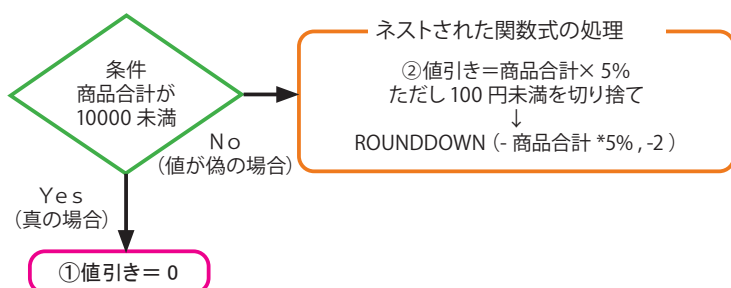 ネストされた関数式の処理
条件
商品合計が
10000 未満
②値引き＝商品合計× 5%
ただし 100 円未満を切り捨て
↓
ROUNDDOWN（- 商品合計 *5% , -2 ）
Ｎｏ
（値が偽の場合）
Ｙｅｓ
（真の場合）
①値引き＝ 0